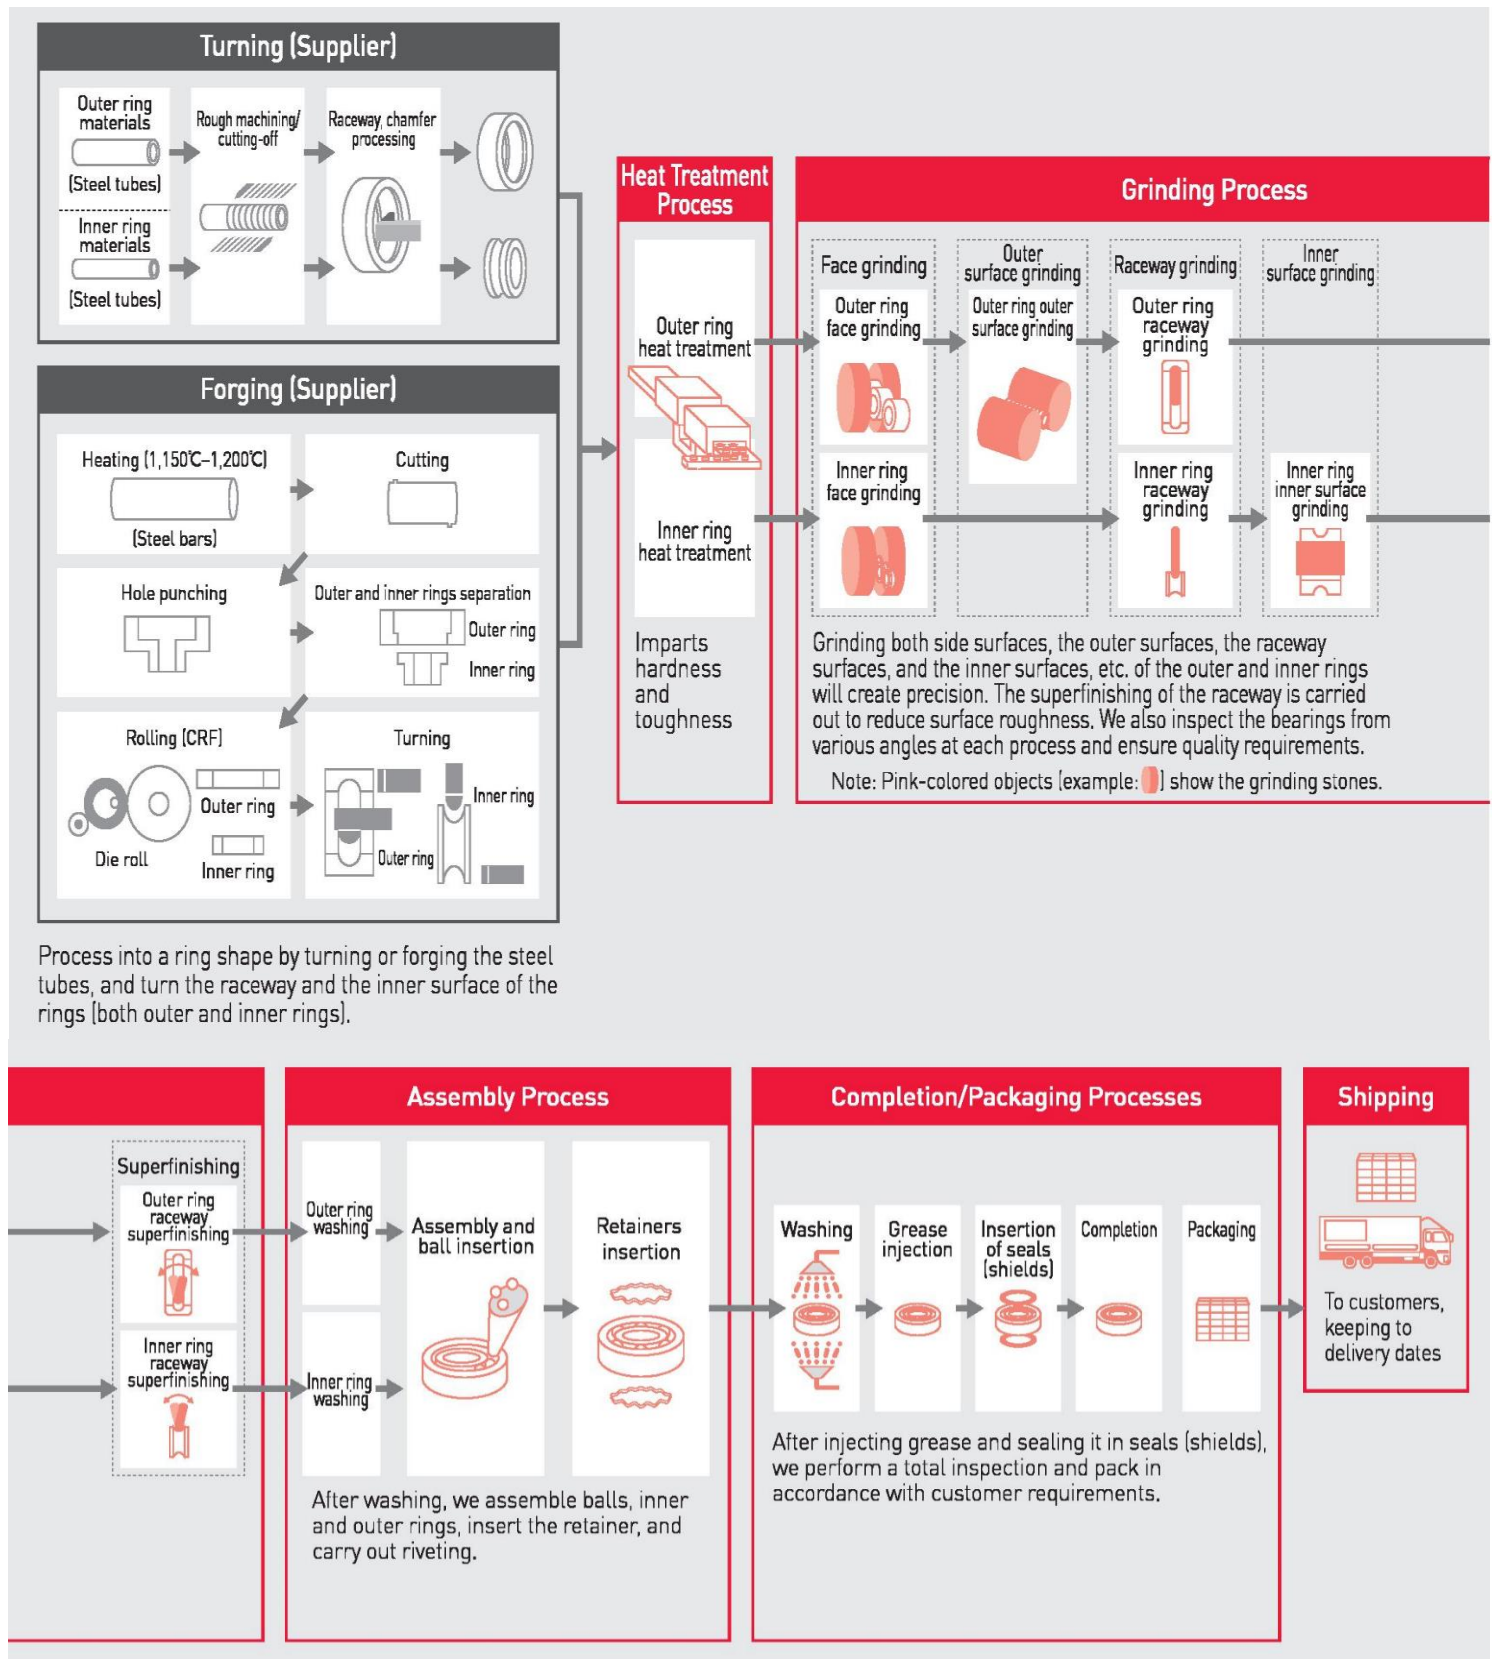 Turning (Supplier)
Outer ring
materials
(Steel tubes)
Inner ring
materials
(Steel tubes)
Rough machining/
cutting-off
Raceway, chamfer
processing
Forging (Supplier)
Heating (1,150℃–1,200℃)
(Steel bars)
Cutting
Hole punching
Outer and inner rings separation
Outer ring
Inner ring
Rolling (CRF)
Outer ring
Die roll
Inner ring
Turning
Inner ring
Outer ring
Process into a ring shape by turning or forging the steel
tubes, and turn the raceway and the inner surface of the
rings (both outer and inner rings).
Heat Treatment
Process
Outer ring
heat treatment
Inner ring
heat treatment
Imparts
hardness
and
toughness
Grinding Process
Face grinding
Outer ring
face grinding
Inner ring
face grinding
Outer
surface grinding
Outer ring outer
surface grinding
Raceway grinding
Outer ring
raceway
grinding
Inner ring
raceway
grinding
Inner
surface grinding
Inner ring
inner surface
grinding
Grinding both side surfaces, the outer surfaces, the raceway
surfaces, and the inner surfaces, etc. of the outer and inner rings
will create precision. The superfinishing of the raceway is carried
out to reduce surface roughness. We also inspect the bearings from
various angles at each process and ensure quality requirements.
Note: Pink-colored objects (example: ) show the grinding stones.
Superfinishing
Outer ring
raceway
superfinishing
Inner ring
raceway
superfinishing
Assembly Process
Outer ring
washing
Inner ring
washing
Assembly and
ball insertion
Retainers
insertion
After washing, we assemble balls, inner
and outer rings, insert the retainer, and
carry out riveting.
Completion/Packaging Processes
Washing
Grease
injection
Insertion
of seals
(shields)
Completion
Packaging
After injecting grease and sealing it in seals (shields),
we perform a total inspection and pack in
accordance with customer requirements.
Shipping
To customers,
keeping to
delivery dates